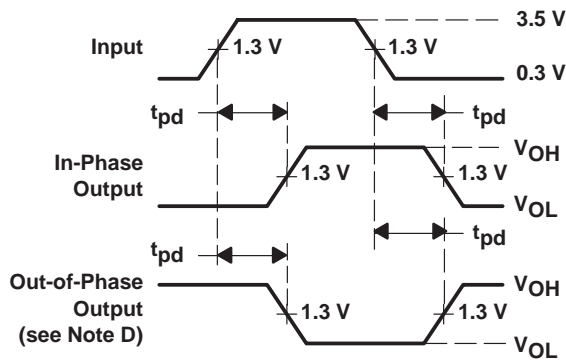 3.5 V
Input
1.3 V
1.3 V
0.3 V
tpd
tpd
In-Phase
Output
VOH
1.3 V
1.3 V
VOL
tpd
tpd
Out-of-Phase
Output
(see Note D)
VOH
1.3 V
1.3 V
VOL